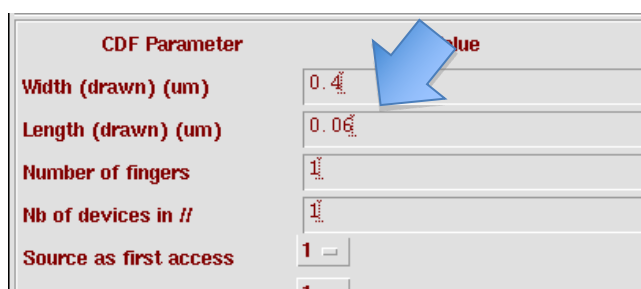 CDF Parameter
Width (drawn) (um) 0.4
Length (drawn) (um) 0.06
Number of fingers 1
Nb of devices in // 1
Source as first access 1